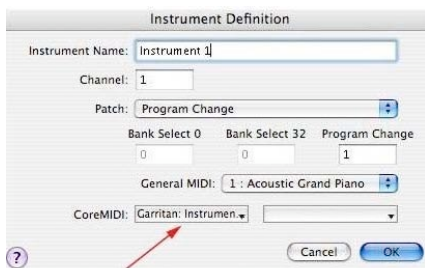 Instrument Definition
Instrument Name: Instrument 1
Channel: 1
Patch: Program Change
Bank Select 0 Bank Select 32 Program Change
0 0 1
General MIDI: 1 : Acoustic Grand Piano
CoreMIDI: Garritan: Instrumen..
? Cancel OK